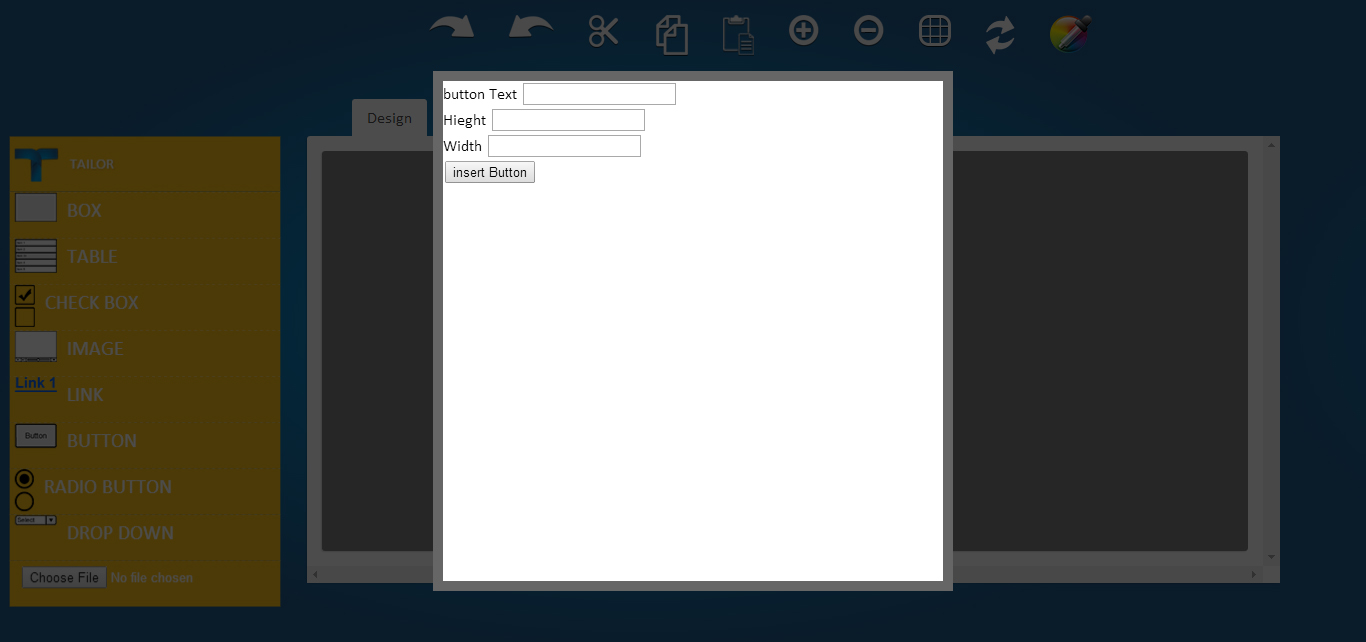 button Text
Hieght
Width
insert Button
Design
TAILOR
BOX
TABLE
CHECK BOX
IMAGE
Link 1
LINK
Button
BUTTON
RADIO BUTTON
Select
DROP DOWN
Choose File No file chosen